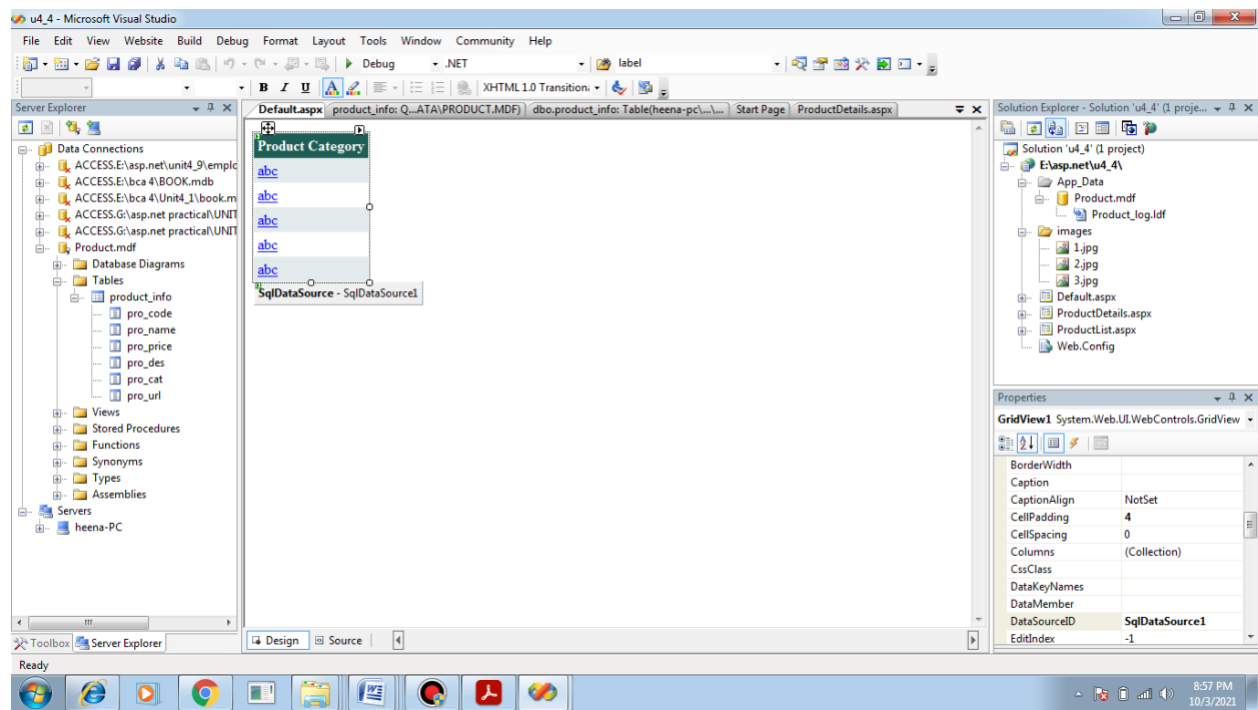 u4_4 - Microsoft Visual Studio
File Edit View Website Build Debug Format Layout Tools Window Community Help
Debug .NET label
B I U A XHTML 1.0 Transition:
Server Explorer
Data Connections
ACCESS.E:\asp.net\unit4_9\emplc
ACCESS.E:\bca 4\BOOK.mdb
ACCESS.E:\bca 4\Unit4_1\book.m
ACCESS.G:\asp.net practical\UNIT
ACCESS.G:\asp.net practical\UNIT
Product.mdf
Database Diagrams
Tables
product_info
pro_code
pro_name
pro_price
pro_des
pro_cat
pro_url
Views
Stored Procedures
Functions
Synonyms
Types
Assemblies
Servers
heena-PC
Toolbox Server Explorer
Default.aspx product_info: Q...ATA\PRODUCT.MDF) dbo.product_info: Table(heena-pc\...\... Start Page ProductDetails.aspx
Product Category
abc
abc
abc
abc
abc
SqlDataSource - SqlDataSource1
Design Source
Solution Explorer - Solution 'u4_4' (1 proje...
Solution 'u4_4' (1 project)
E:\asp.net\u4_4\
App_Data
Product.mdf
Product_log.ldf
images
1.jpg
2.jpg
3.jpg
Default.aspx
ProductDetails.aspx
ProductList.aspx
Web.Config
Properties
GridView1 System.Web.UI.WebControls.GridView
BorderWidth
Caption
CaptionAlign NotSet
CellPadding 4
CellSpacing 0
Columns (Collection)
CssClass
DataKeyNames
DataMember
DataSourceID SqlDataSource1
EditIndex -1
Ready
8:57 PM
10/3/2021